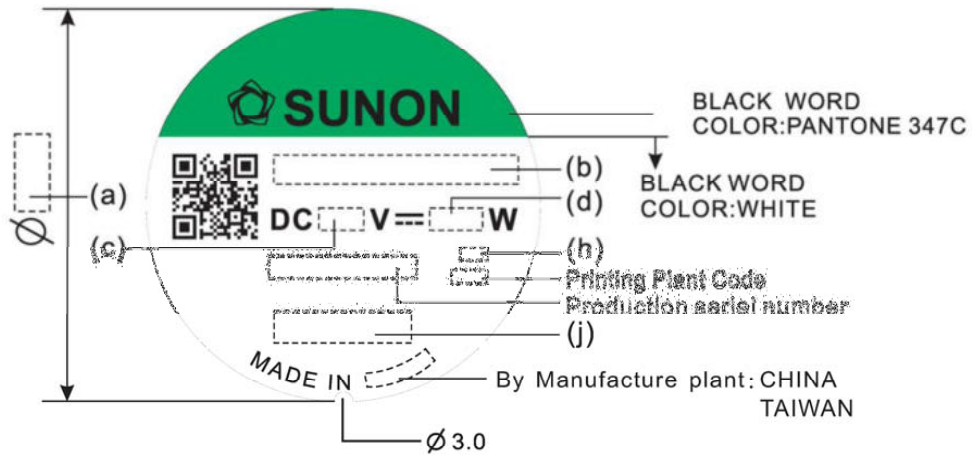 SUNON
BLACK WORD
COLOR:PANTONE 347C
(a)
(b)
BLACK WORD
COLOR:WHITE
(d)
DC V W
(c)
(h)
Printing Plant Code
Production serial number
(j)
MADE IN
By Manufacture plant: CHINA
TAIWAN
Ø
Ø 3.0